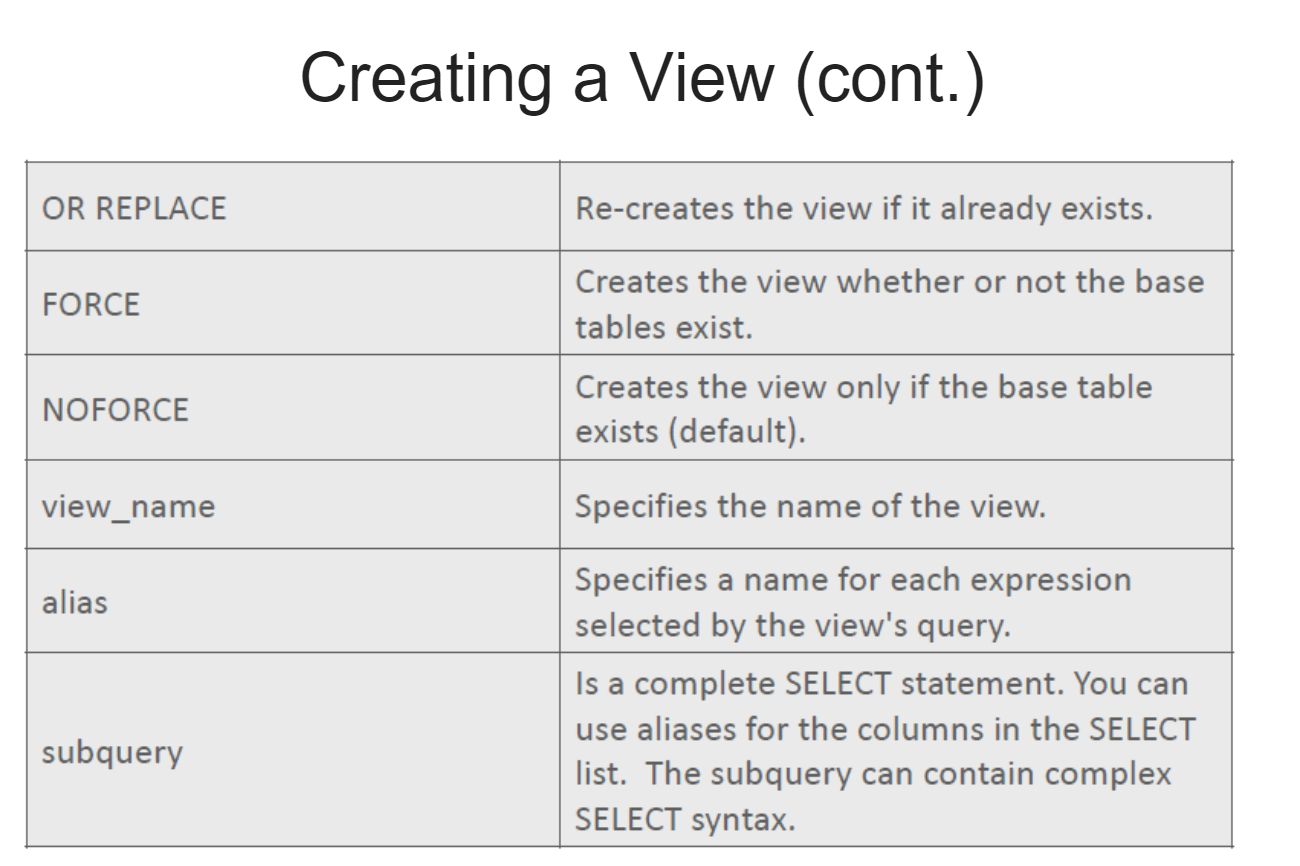 Creating a View (cont.)
OR REPLACE
Re-creates the view if it already exists.
FORCE
Creates the view whether or not the base
tables exist.
NOFORCE
Creates the view only if the base table
exists (default).
view_name
Specifies the name of the view.
alias
Specifies a name for each expression
selected by the view's query.
subquery
Is a complete SELECT statement. You can
use aliases for the columns in the SELECT
list.  The subquery can contain complex
SELECT syntax.